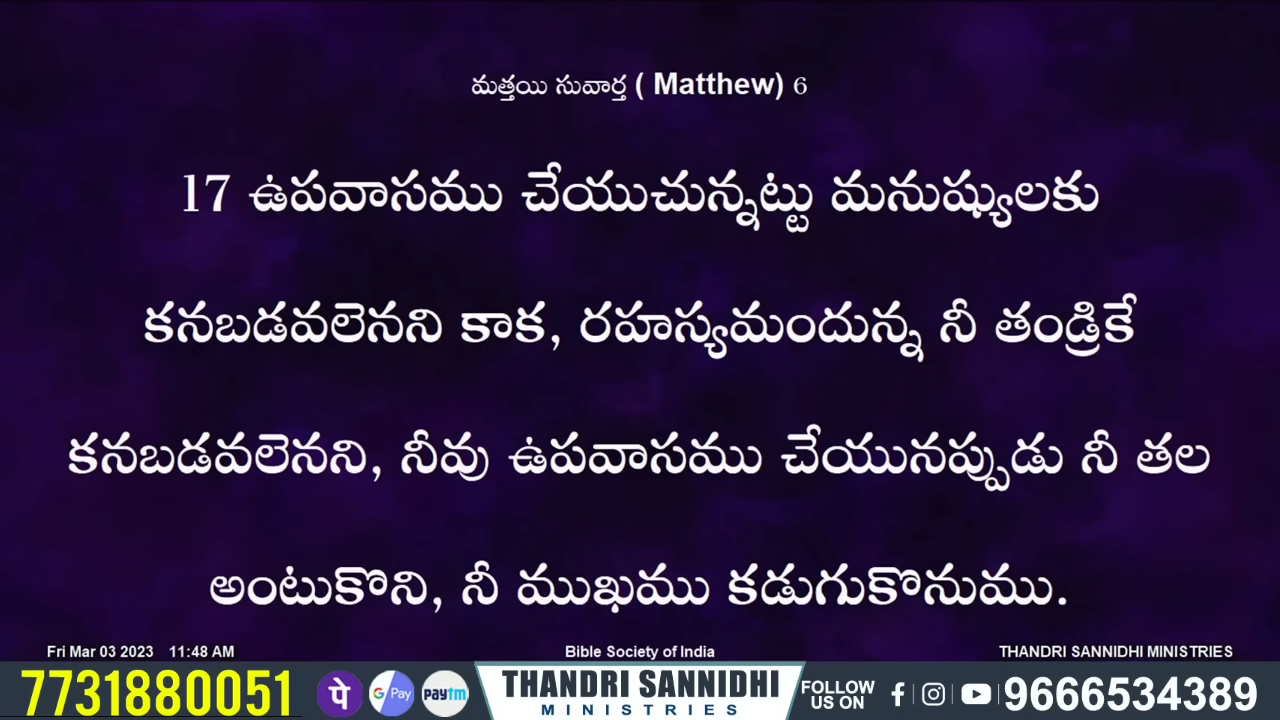 మత్తయి సువార్త ( Matthew) 6
17 ఉపవాసము చేయుచున్నట్టు మనుష్యులకు
కనబడవలెనని కాక, రహస్యమందున్న నీ తండ్రికే
కనబడవలెనని, నీవు ఉపవాసము చేయునప్పుడు నీ తల
అంటుకొని, నీ ముఖము కడుగుకొనుము.
Fri Mar 03 2023 11:48 AM Bible Society of India THANDRI SANNIDHI MINISTRIES
7731880051 पे G Pay paytm THANDRI SANNIDHI MINISTRIES FOLLOW US ON 9666534389